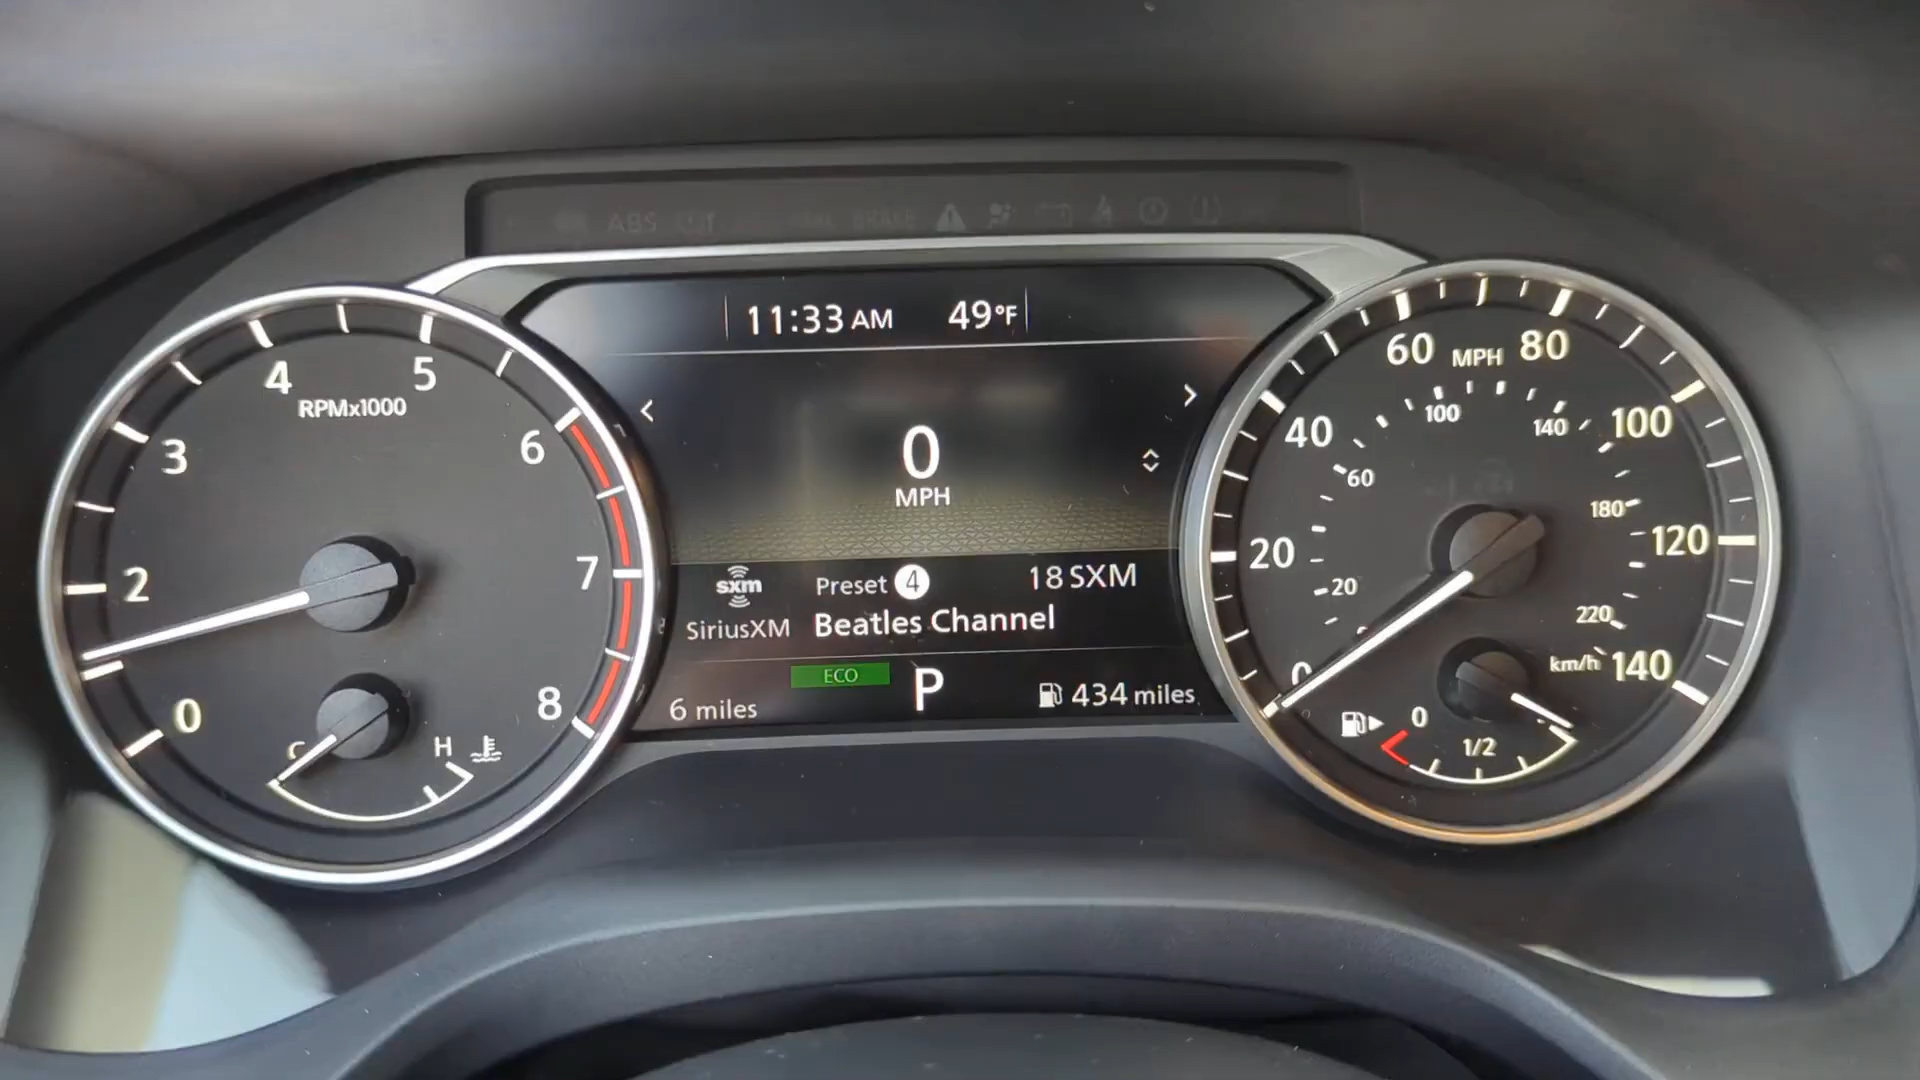 ABS
BRAKE
11:33 AM 49°F
0
MPH
sxm Preset 4 18 SXM
SiriusXM Beatles Channel
ECO
6 miles P 434 miles
4 5
RPMx1000
3 6
2 7
0 8
C H
60 MPH 80
40 100
100 140
60
180
20 120
20
220
0 km/h 140
0
1/2